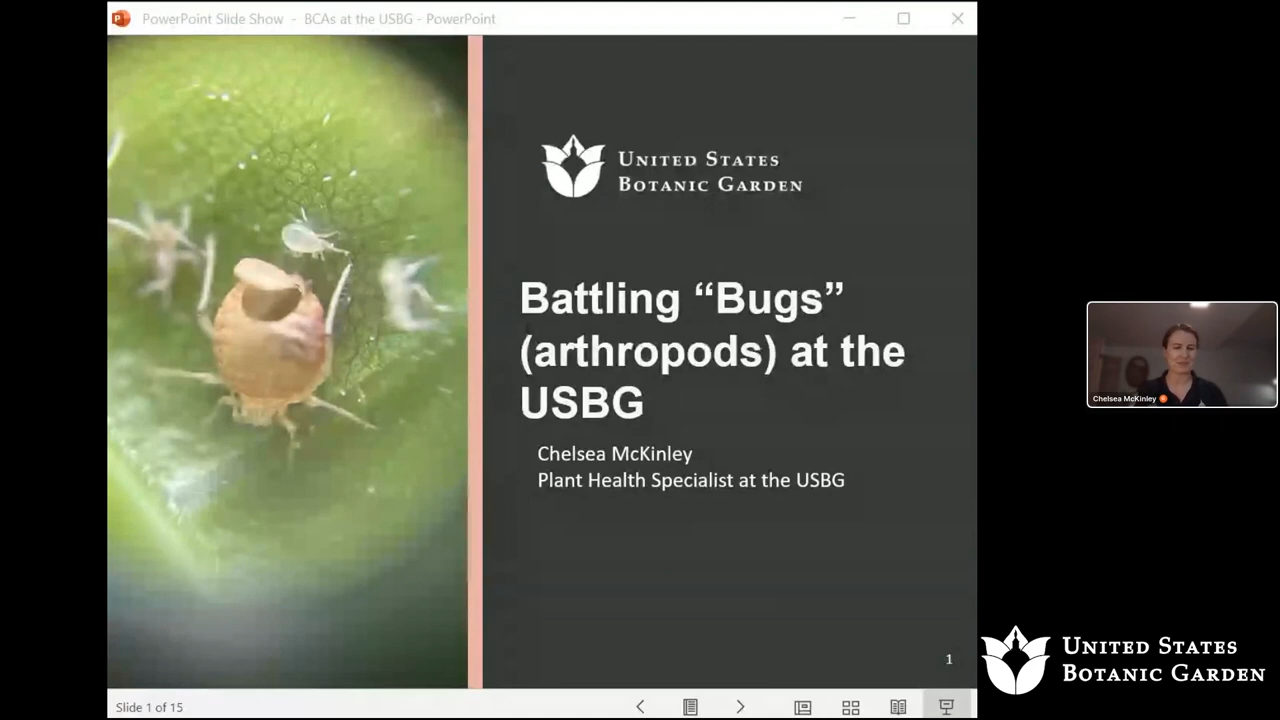 PowerPoint Slide Show - BCAs at the USBG - PowerPoint
UNITED STATES
BOTANIC GARDEN
Battling “Bugs”
(arthropods) at the
USBG
Chelsea McKinley
Plant Health Specialist at the USBG
1
Slide 1 of 15
Chelsea McKinley
UNITED STATES
BOTANIC GARDEN